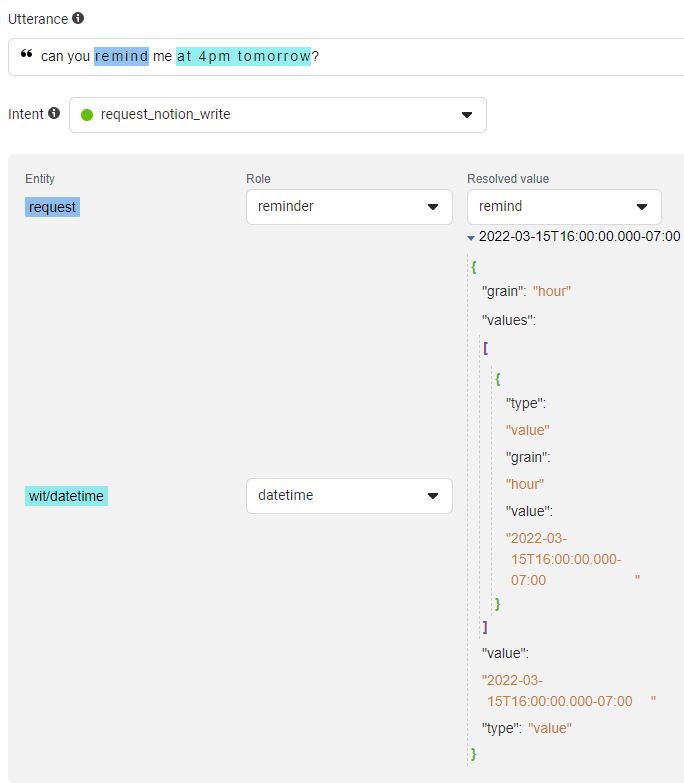 Utterance
“ can you remind me at 4pm tomorrow?
Intent request_notion_write
Entity Role Resolved value
request reminder remind
2022-03-15T16:00:00.000-07:00
{
"grain": "hour"
"values":
[
{
"type":
"value"
"grain":
"hour"
"value":
"2022-03-
15T16:00:00.000-
07:00 "
wit/datetime datetime
}
]
"value":
"2022-03-
15T16:00:00.000-07:00 "
"type": "value"
}